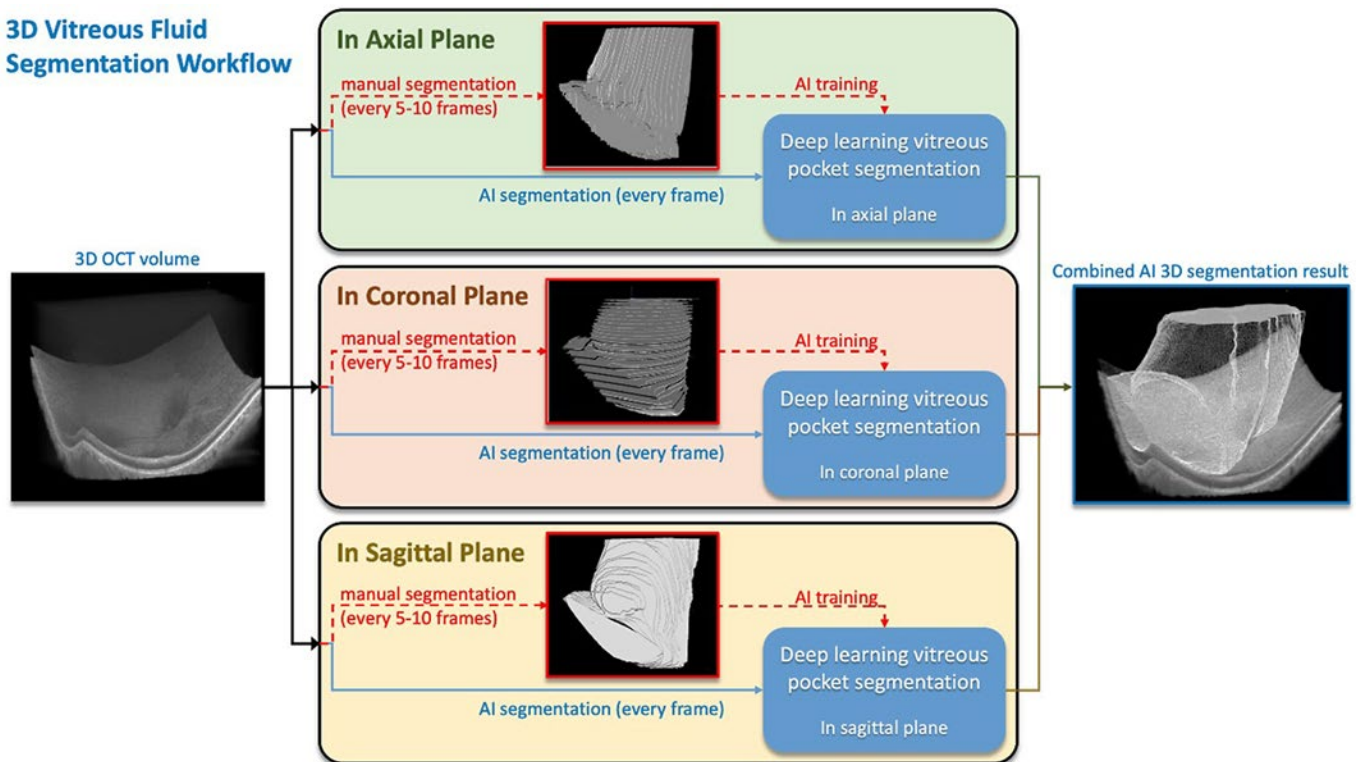 3D Vitreous Fluid
Segmentation Workflow
In Axial Plane
manual segmentation
(every 5-10 frames)
AI training
Deep learning vitreous
pocket segmentation
In axial plane
AI segmentation (every frame)
3D OCT volume
In Coronal Plane
manual segmentation
(every 5-10 frames)
AI training
Deep learning vitreous
pocket segmentation
In coronal plane
AI segmentation (every frame)
Combined AI 3D segmentation result
In Sagittal Plane
manual segmentation
(every 5-10 frames)
AI training
Deep learning vitreous
pocket segmentation
In sagittal plane
AI segmentation (every frame)